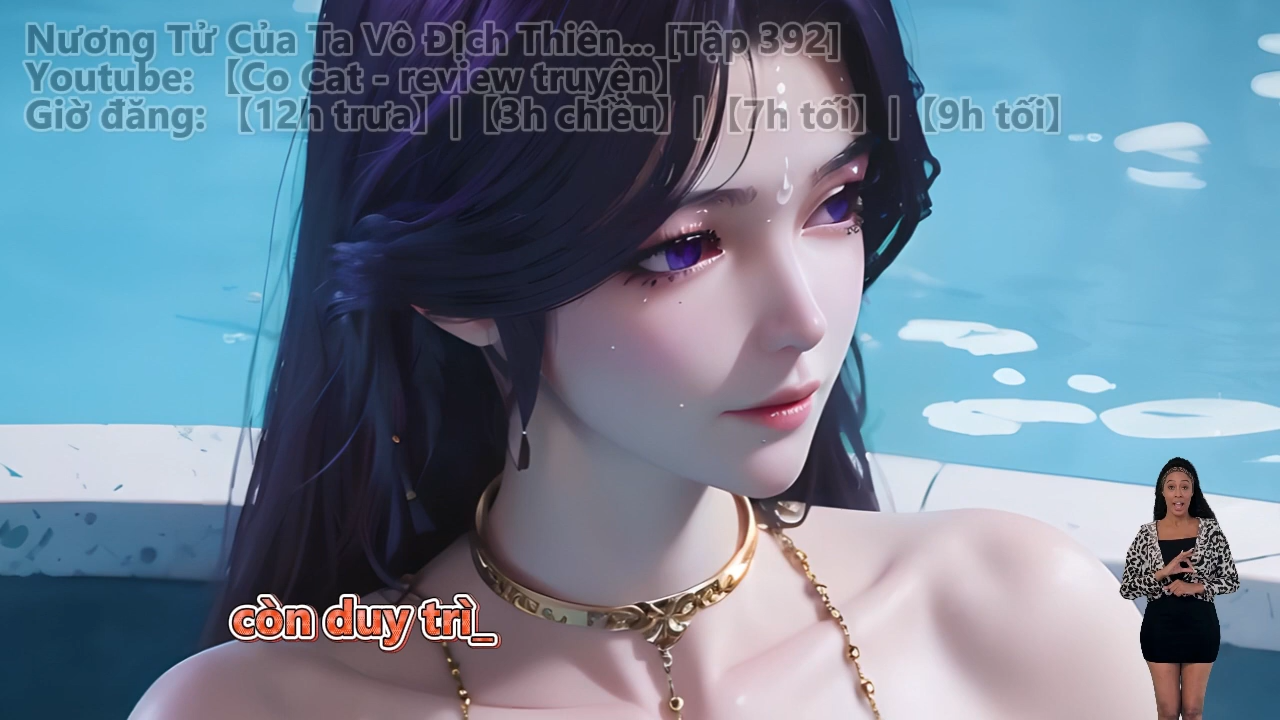 Nương Tử Của Ta Vô Địch Thiên... [Tập 392]
Youtube: 【Co Cat - review truyện】
Giờ đăng: 【12h trưa】 | 【3h chiều】 | 【7h tối】 | 【9h tối】
còn duy trì_